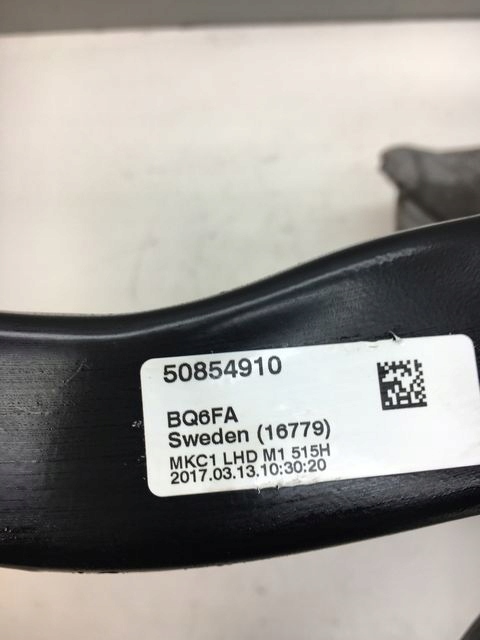 50854910
BQ6FA
Sweden (16779)
MKC1 LHD M1 515H
2017.03.13.10:30:20